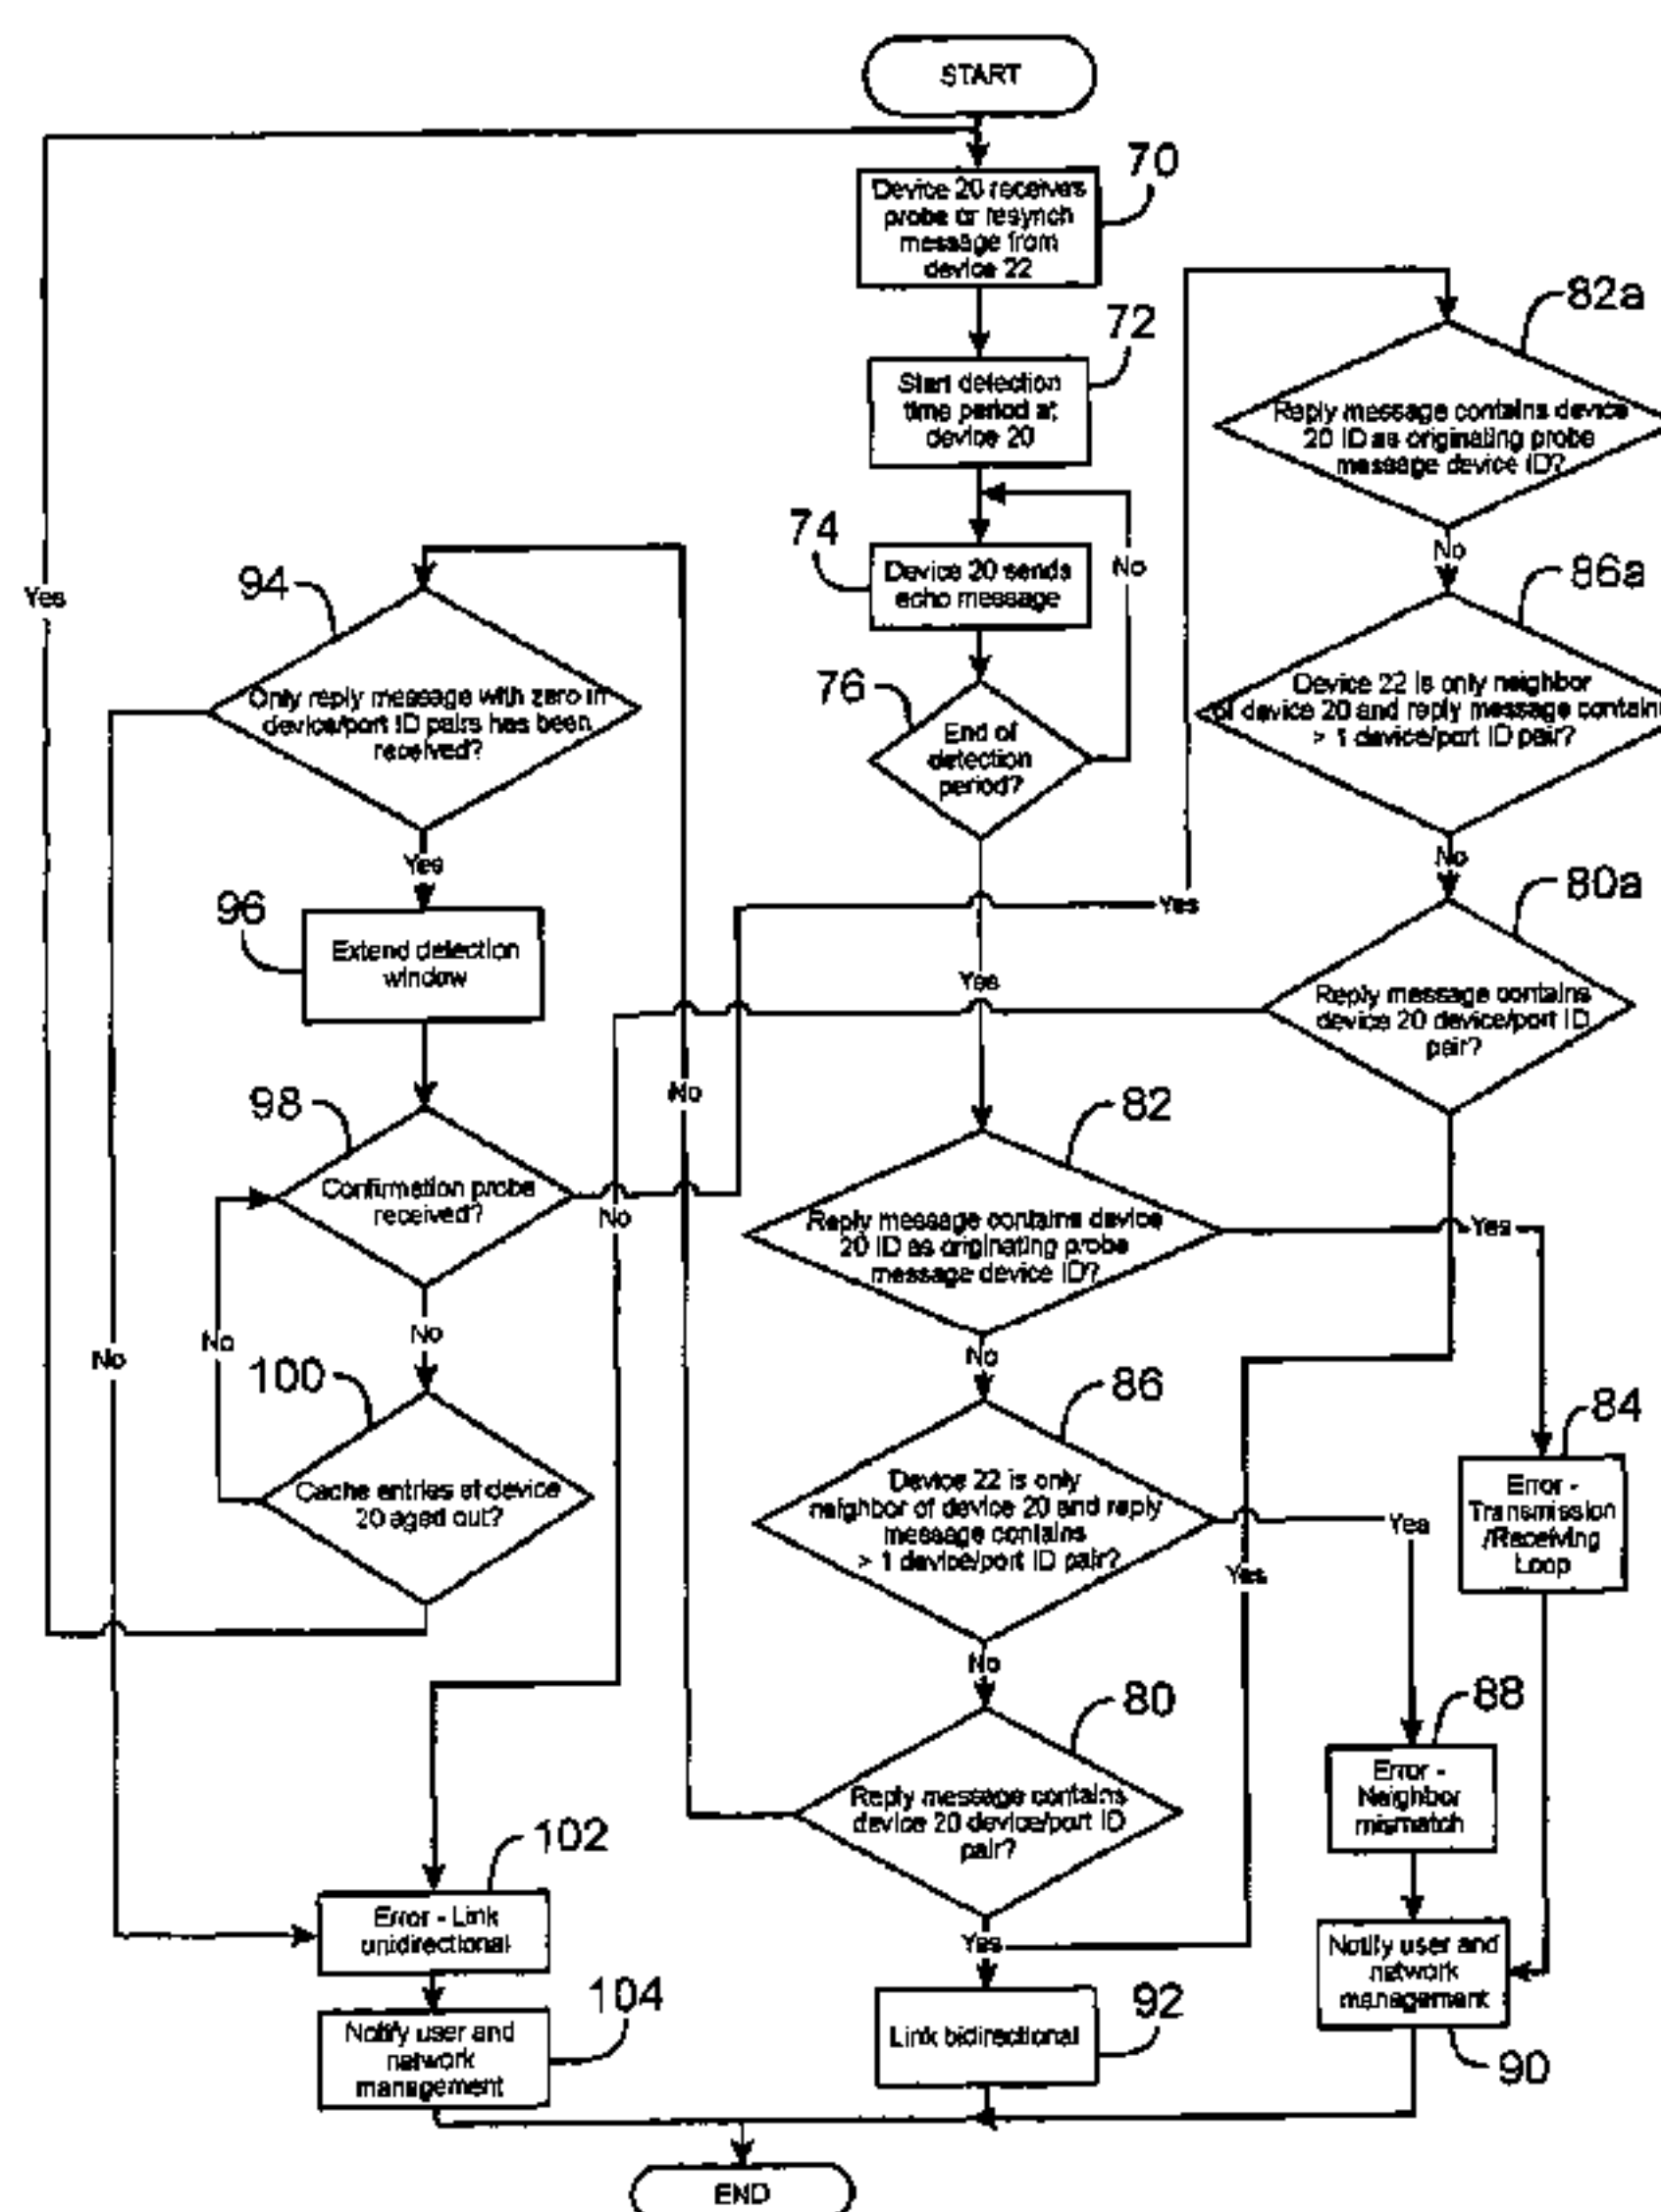 START
70
Device 20 receives
probe or resynch
message from
device 22
72
Start detection
time period at
device 20
74
Device 20 sends
echo message
No
76
End of
detection
period?
Yes
82
Reply message contains device
20 ID as originating probe
message device ID?
Yes
No
86
Device 22 is only
neighbor of device 20 and reply
message contains
> 1 device/port ID pair?
Yes
No
80
Reply message contains
device 20 device/port ID
pair?
No
Yes
92
Link bidirectional
82a
Reply message contains device
20 ID as originating probe
message device ID?
No
86a
Device 22 is only neighbor
of device 20 and reply message contains
> 1 device/port ID pair?
No
80a
Reply message contains
device 20 device/port ID
pair?
No
Yes
84
Error -
Transmission
/Receiving
Loop
88
Error -
Neighbor
mismatch
Notify user and
network
management
90
94
Only reply message with zero in
device/port ID pairs has been
received?
No
Yes
96
Extend detection
window
98
Confirmation probe
received?
Yes
No
100
Cache entries at device
20 aged out?
No
Yes
102
Error - Link
unidirectional
104
Notify user and
network
management
END